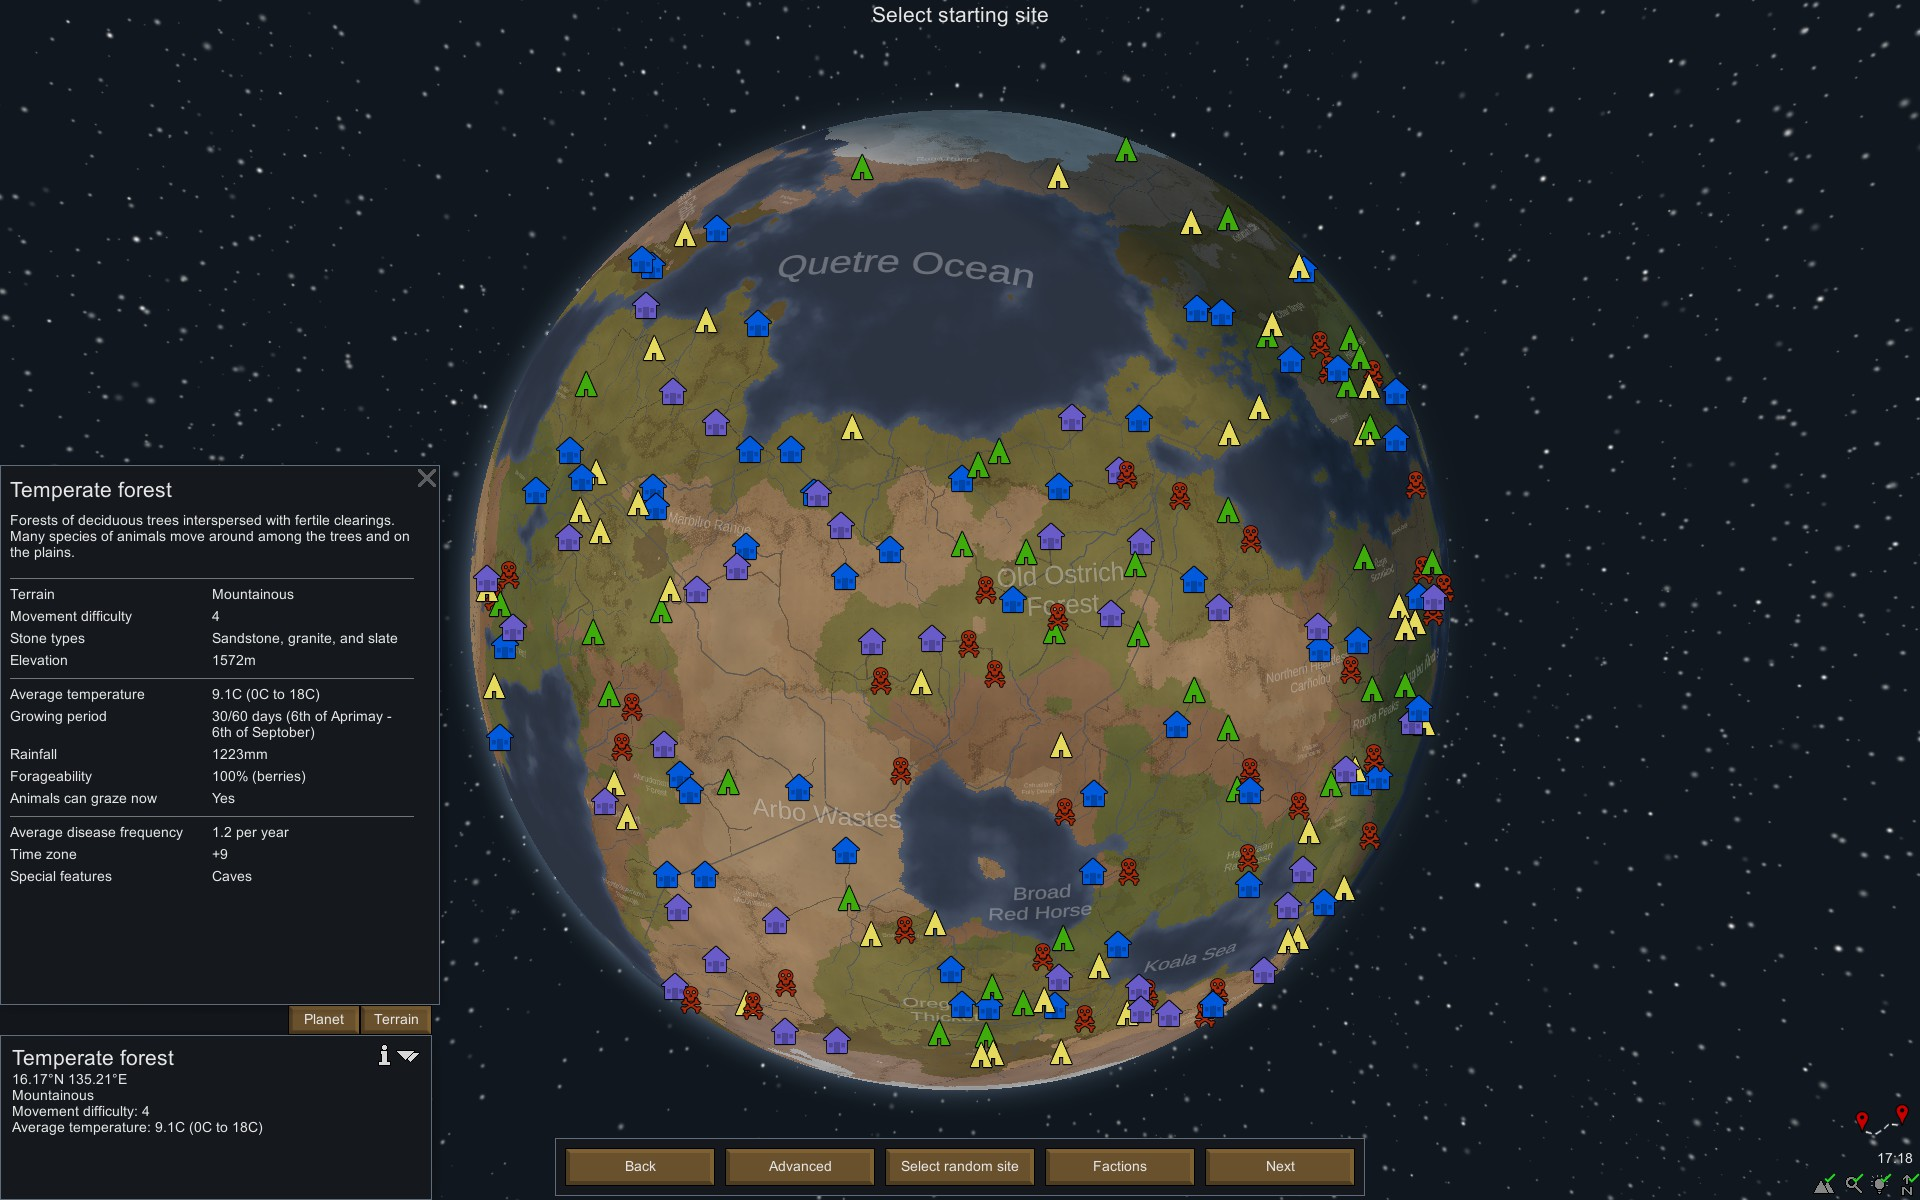 Select starting site
Quetre Ocean
Marbiliro Range
Old Ostrich
Forest
Northern
Carliolou
Roora Peaks
Arbo Wastes
Broad
Red Horse
Koala Sea
Temperate forest
Forests of deciduous trees interspersed with fertile clearings.
Many species of animals move around among the trees and on
the plains.
Terrain Mountainous
Movement difficulty 4
Stone types Sandstone, granite, and slate
Elevation 1572m
Average temperature 9.1C (0C to 18C)
Growing period 30/60 days (6th of Aprimay -
6th of Septober)
Rainfall 1223mm
Forageability 100% (berries)
Animals can graze now Yes
Average disease frequency 1.2 per year
Time zone +9
Special features Caves
Planet Terrain
Temperate forest
16.17°N 135.21°E
Mountainous
Movement difficulty: 4
Average temperature: 9.1C (0C to 18C)
Back Advanced Select random site Factions Next
17:18